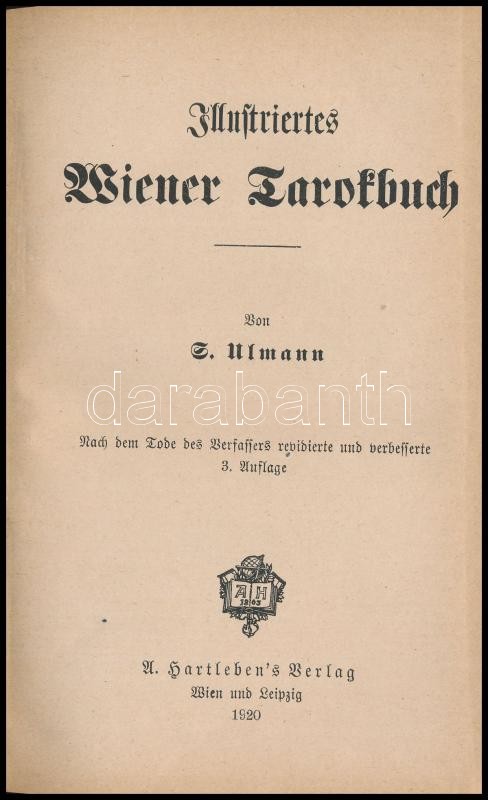 Illustriertes
Wiener Tarokbuch
Von
S. Ulmann
darabanth
Nach dem Tode des Verfassers revidierte und verbesserte
3. Auflage
A H
1803
A. Hartleben's Verlag
Wien und Leipzig
1920